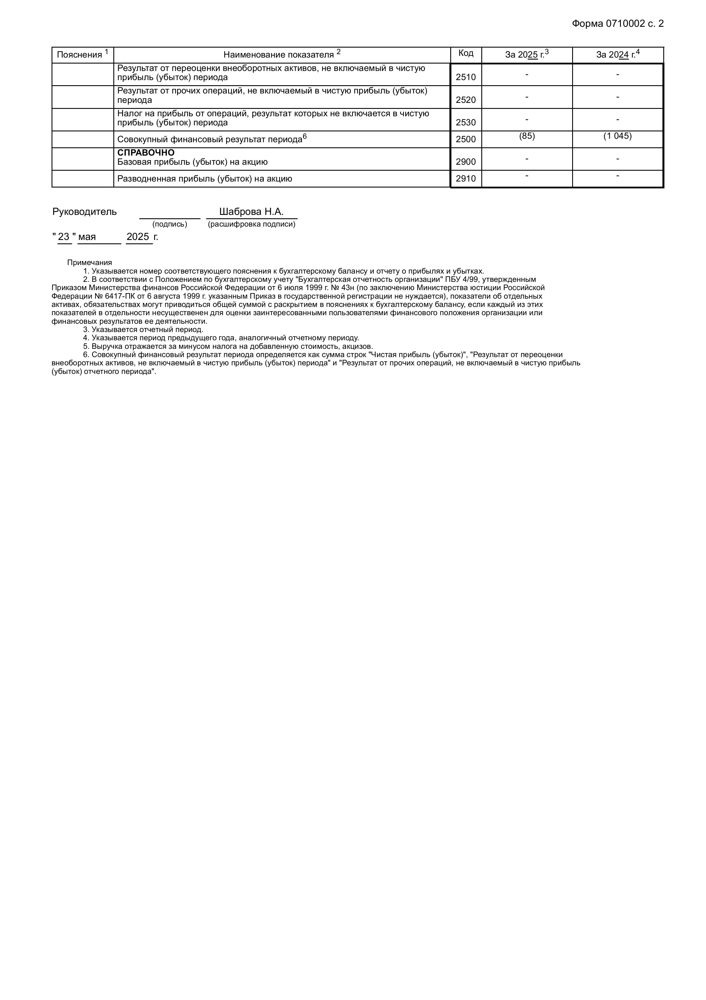 Форма 0710002 с. 2
Пояснения 1 Наименование показателя 2 Код За 2025 г.3 За 2024 г.4
Результат от переоценки внеоборотных активов, не включаемый в чистую
прибыль (убыток) периода 2510 - -
Результат от прочих операций, не включаемый в чистую прибыль (убыток)
периода 2520 - -
Налог на прибыль от операций, результат которых не включается в чистую
прибыль (убыток) периода 2530 - -
Совокупный финансовый результат периода6 2500 (85) (1 045)
СПРАВОЧНО
Базовая прибыль (убыток) на акцию 2900 - -
Разводненная прибыль (убыток) на акцию 2910 - -
Руководитель Шаброва Н.А.
(подпись) (расшифровка подписи)
" 23 " мая 2025 г.
Примечания
1. Указывается номер соответствующего пояснения к бухгалтерскому балансу и отчету о прибылях и убытках.
2. В соответствии с Положением по бухгалтерскому учету "Бухгалтерская отчетность организации" ПБУ 4/99, утвержденным
Приказом Министерства финансов Российской Федерации от 6 июля 1999 г. № 43н (по заключению Министерства юстиции Российской
Федерации № 6417-ПК от 6 августа 1999 г. указанным Приказ в государственной регистрации не нуждается), показатели об отдельных
активах, обязательствах могут приводиться общей суммой с раскрытием в пояснениях к бухгалтерскому балансу, если каждый из этих
показателей в отдельности несущественен для оценки заинтересованными пользователями финансового положения организации или
финансовых результатов ее деятельности.
3. Указывается отчетный период.
4. Указывается период предыдущего года, аналогичный отчетному периоду.
5. Выручка отражается за минусом налога на добавленную стоимость, акцизов.
6. Совокупный финансовый результат периода определяется как сумма строк "Чистая прибыль (убыток)", "Результат от переоценки
внеоборотных активов, не включаемый в чистую прибыль (убыток) периода" и "Результат от прочих операций, не включаемый в чистую прибыль
(убыток) отчетного периода".